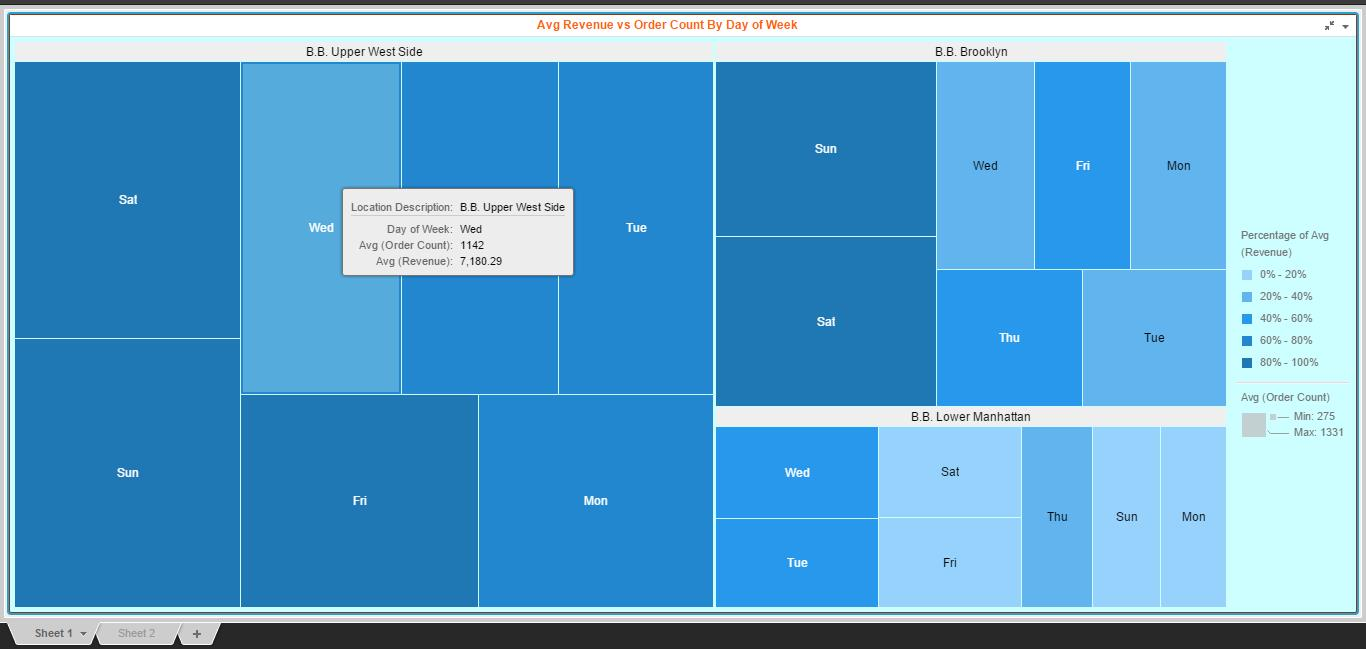 Avg Revenue vs Order Count By Day of Week
B.B. Upper West Side
Sat
Wed
Tue
Sun
Fri
Mon
Location Description: B.B. Upper West Side
Day of Week: Wed
Avg (Order Count): 1142
Avg (Revenue): 7,180.29
B.B. Brooklyn
Sun
Wed
Fri
Mon
Sat
Thu
Tue
B.B. Lower Manhattan
Wed
Sat
Thu
Sun
Mon
Tue
Fri
Percentage of Avg
(Revenue)
0% - 20%
20% - 40%
40% - 60%
60% - 80%
80% - 100%
Avg (Order Count)
Min: 275
Max: 1331
Sheet 1
Sheet 2
+